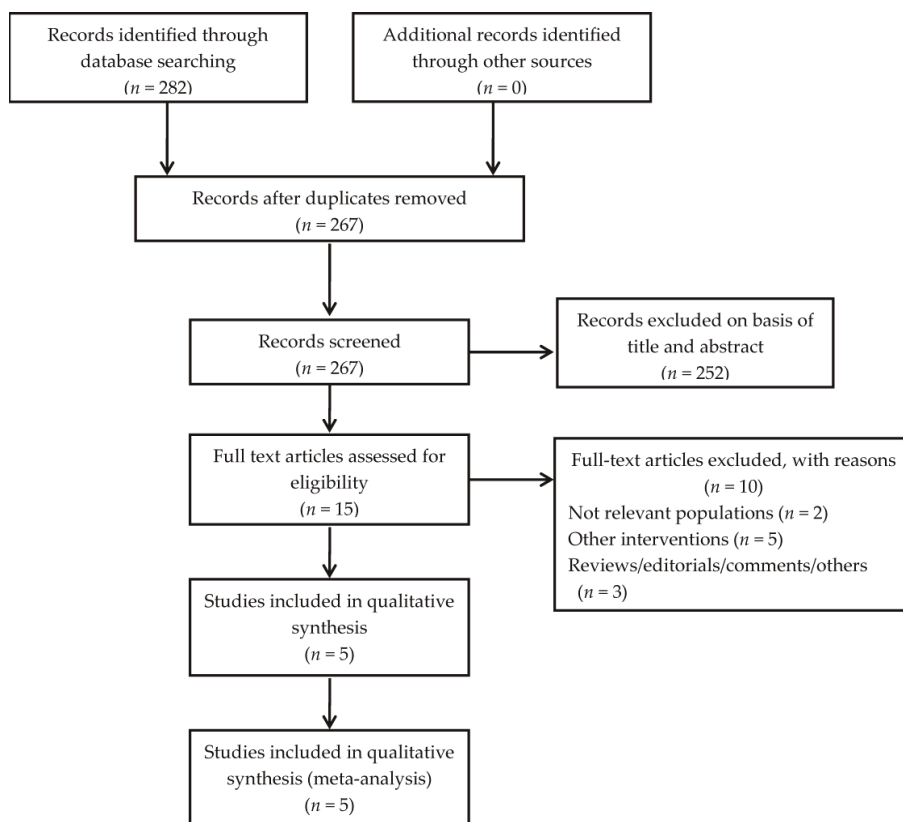 Records identified through
database searching
(n = 282)
Additional records identified
through other sources
(n = 0)
Records after duplicates removed
(n = 267)
Records screened
(n = 267)
Records excluded on basis of
title and abstract
(n = 252)
Full text articles assessed for
eligibility
(n = 15)
Full-text articles excluded, with reasons
(n = 10)
Not relevant populations (n = 2)
Other interventions (n = 5)
Reviews/editorials/comments/others
(n = 3)
Studies included in qualitative
synthesis
(n = 5)
Studies included in qualitative
synthesis (meta-analysis)
(n = 5)